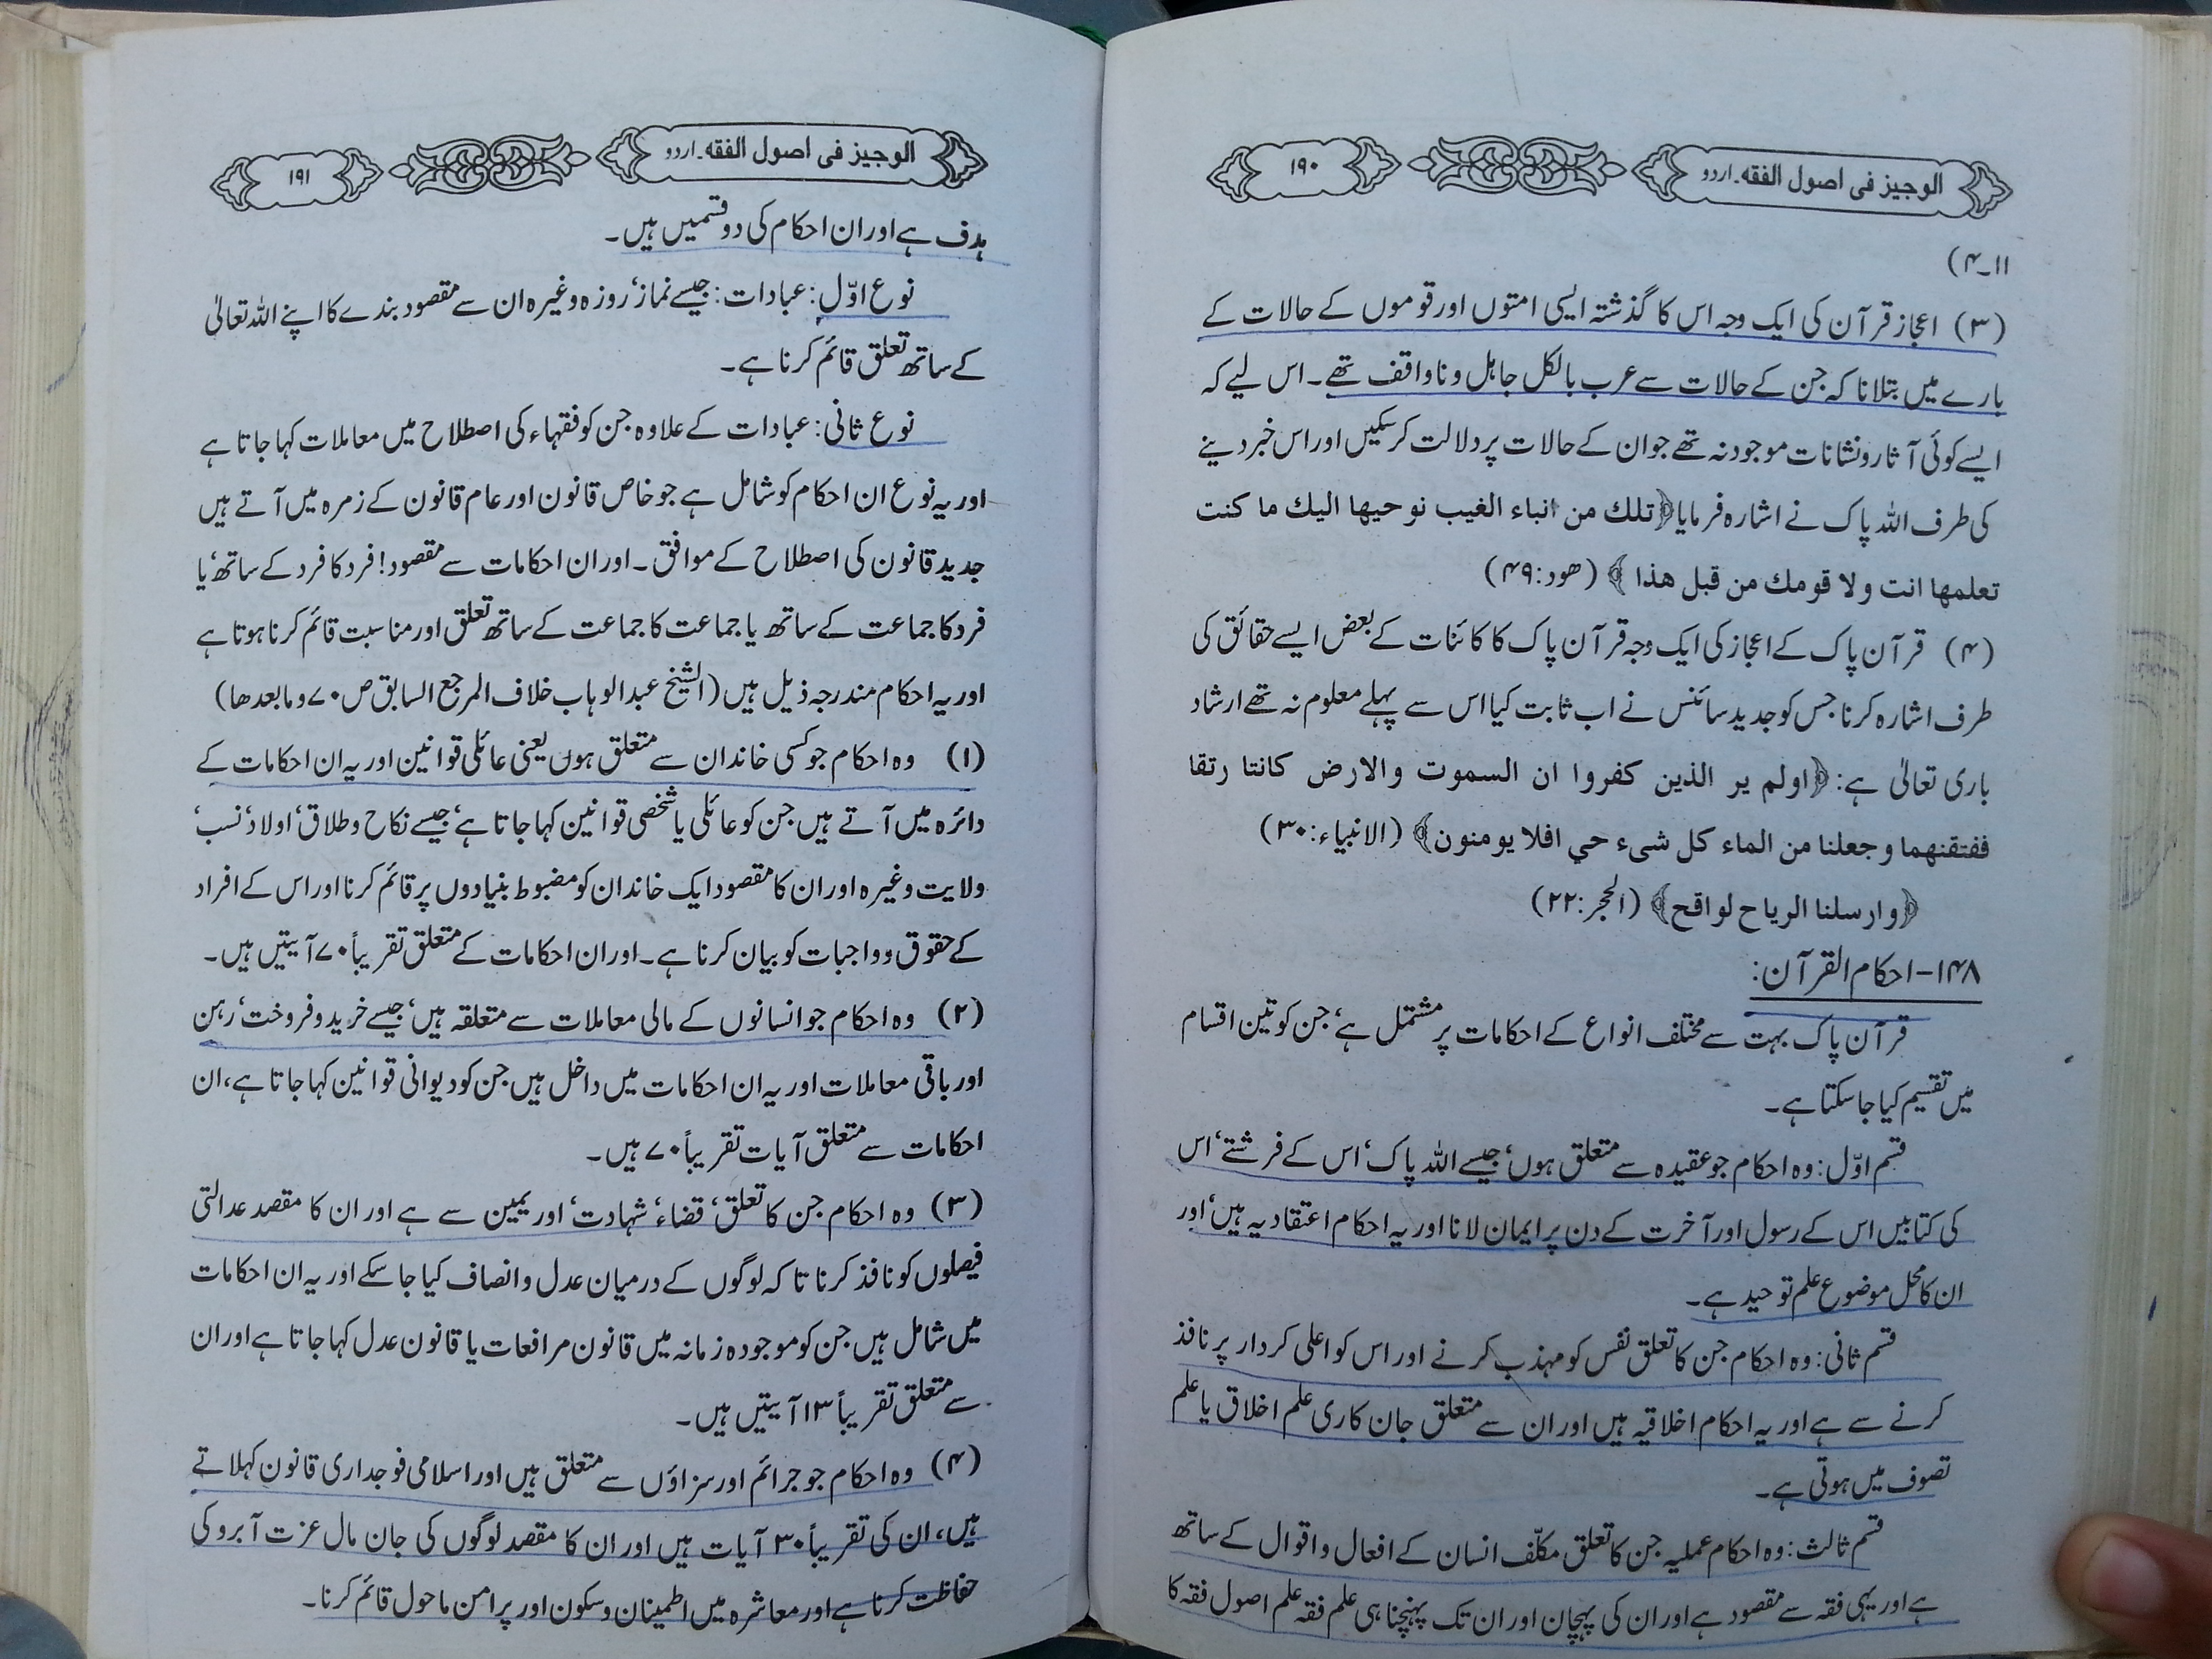 الوجیز فی اصول الفقہ۔اردو ۱۹۰
۱۱۔۴)
(۳) اعجاز قرآن کی ایک وجہ اس کا گذشتہ ایسی امتوں اور قوموں کے حالات کے
بارے میں بتلانا کہ جن کے حالات سے عرب بالکل جاہل و ناواقف تھے۔ اس لیے کہ
ایسے کوئی آثار و نشانات موجود نہ تھے جو ان کے حالات پر دلالت کرسکیں اور اس خبر دینے
کی طرف اللہ پاک نے اشارہ فرمایا ﴿تلك من انباء الغيب نوحيها اليك ما كنت
تعلمها انت ولا قومك من قبل هذا﴾ (ھود:۴۹)
(۴) قرآن پاک کے اعجاز کی ایک وجہ قرآن پاک کا کائنات کے بعض ایسے حقائق کی
طرف اشارہ کرنا جس کو جدید سائنس نے اب ثابت کیا اس سے پہلے معلوم نہ تھے ارشاد
باری تعالیٰ ہے: ﴿اولم ير الذين كفروا ان السموت والارض كانتا رتقا
ففتقنهما وجعلنا من الماء كل شىء حي افلا يومنون﴾ (الانبیاء:۳۰)
﴿وارسلنا الرياح لواقح﴾ (الحجر:۲۲)
۱۴۸-احکام القرآن:
قرآن پاک بہت سے مختلف انواع کے احکامات پر مشتمل ہے‘ جن کو تین اقسام
میں تقسیم کیا جاسکتا ہے۔
قسم اوّل: وہ احکام جو عقیدہ سے متعلق ہوں‘ جیسے اللہ پاک‘ اس کے فرشتے‘ اس
کی کتابیں اس کے رسول اور آخرت کے دن پر ایمان لانا اور یہ احکام اعتقادیہ ہیں‘ اور
ان کا محل موضوع علم توحید ہے۔
قسم ثانی: وہ احکام جن کا تعلق نفس کو مہذب کرنے اور اس کو اعلی کردار پر نافذ
کرنے سے ہے اور یہ احکام اخلاقیہ ہیں اور ان سے متعلق جان کاری علم اخلاق یا علم
تصوف میں ہوتی ہے۔
قسم ثالث: وہ احکام عملیہ جن کا تعلق مکلّف انسان کے افعال و اقوال کے ساتھ
ہے اور یہی فقہ سے مقصود ہے اور ان کی پہچان اور ان تک پہنچنا ہی علم فقہ علم اصول فقہ کا
الوجیز فی اصول الفقہ۔اردو ۱۹۱
ہدف ہے اور ان احکام کی دو قسمیں ہیں۔
نوع اوّل: عبادات: جیسے نماز‘ روزہ وغیرہ ان سے مقصود بندے کا اپنے اللہ تعالیٰ
کے ساتھ تعلق قائم کرنا ہے۔
نوع ثانی: عبادات کے علاوہ جن کو فقہاء کی اصطلاح میں معاملات کہا جاتا ہے
اور یہ نوع ان احکام کو شامل ہے جو خاص قانون اور عام قانون کے زمرہ میں آتے ہیں
جدید قانون کی اصطلاح کے موافق۔ اور ان احکامات سے مقصود! فرد کا فرد کے ساتھ‘ یا
فرد کا جماعت کے ساتھ یا جماعت کا جماعت کے ساتھ تعلق اور مناسبت قائم کرنا ہوتا ہے
اور یہ احکام مندرجہ ذیل ہیں (الشیخ عبدالوہاب خلاف المرجع السابق ص ۷۰ وما بعدھا)
(۱) وہ احکام جو کسی خاندان سے متعلق ہوں یعنی عائلی قوانین اور یہ ان احکامات کے
دائرہ میں آتے ہیں جن کو عائلی یا شخصی قوانین کہا جاتا ہے‘ جیسے نکاح و طلاق‘ اولاد‘ نسب‘
ولایت وغیرہ اور ان کا مقصود ایک خاندان کو مضبوط بنیادوں پر قائم کرنا اور اس کے افراد
کے حقوق و واجبات کو بیان کرنا ہے۔ اور ان احکامات کے متعلق تقریباً ۷۰ آیتیں ہیں۔
(۲) وہ احکام جو انسانوں کے مالی معاملات سے متعلقہ ہیں‘ جیسے خرید و فروخت‘ رہن
اور باقی معاملات اور یہ ان احکامات میں داخل ہیں جن کو دیوانی قوانین کہا جاتا ہے، ان
احکامات سے متعلق آیات تقریباً ۷۰ ہیں۔
(۳) وہ احکام جن کا تعلق‘ قضاء‘ شہادت‘ اور یمین سے ہے اور ان کا مقصد عدالتی
فیصلوں کو نافذ کرنا تا کہ لوگوں کے درمیان عدل و انصاف کیا جاسکے اور یہ ان احکامات
میں شامل ہیں جن کو موجودہ زمانہ میں قانون مرافعات یا قانون عدل کہا جاتا ہے اور ان
سے متعلق تقریباً ۱۳ آیتیں ہیں۔
(۴) وہ احکام جو جرائم اور سزاؤں سے متعلق ہیں اور اسلامی فوجداری قانون کہلاتے
ہیں، ان کی تقریباً ۳۰ آیات ہیں اور ان کا مقصد لوگوں کی جان مال عزت آبرو کی
حفاظت کرنا ہے اور معاشرہ میں اطمینان و سکون اور پرامن ماحول قائم کرنا۔